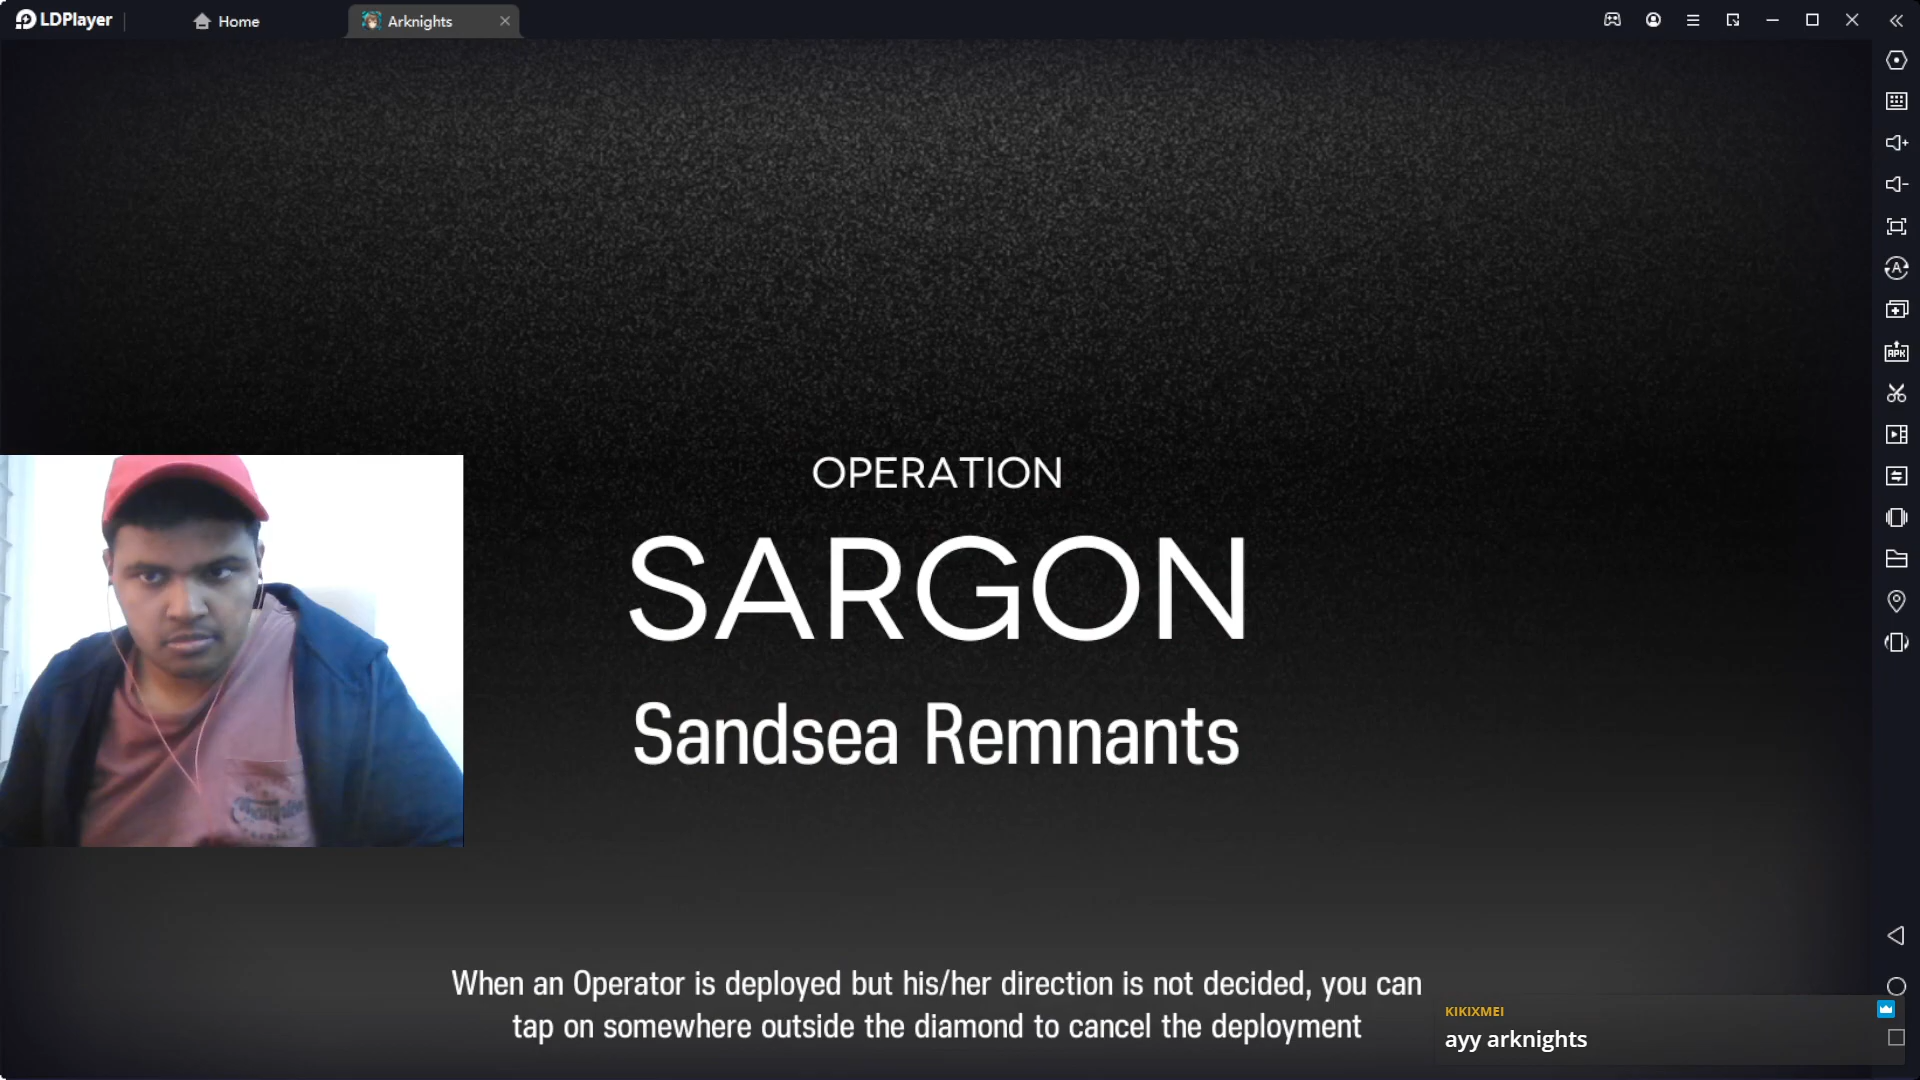 LDPlayer
Home
Arknights
OPERATION
SARGON
Sandsea Remnants
When an Operator is deployed but his/her direction is not decided, you can
tap on somewhere outside the diamond to cancel the deployment
KIKIXMEI
ayy arknights
A
APK